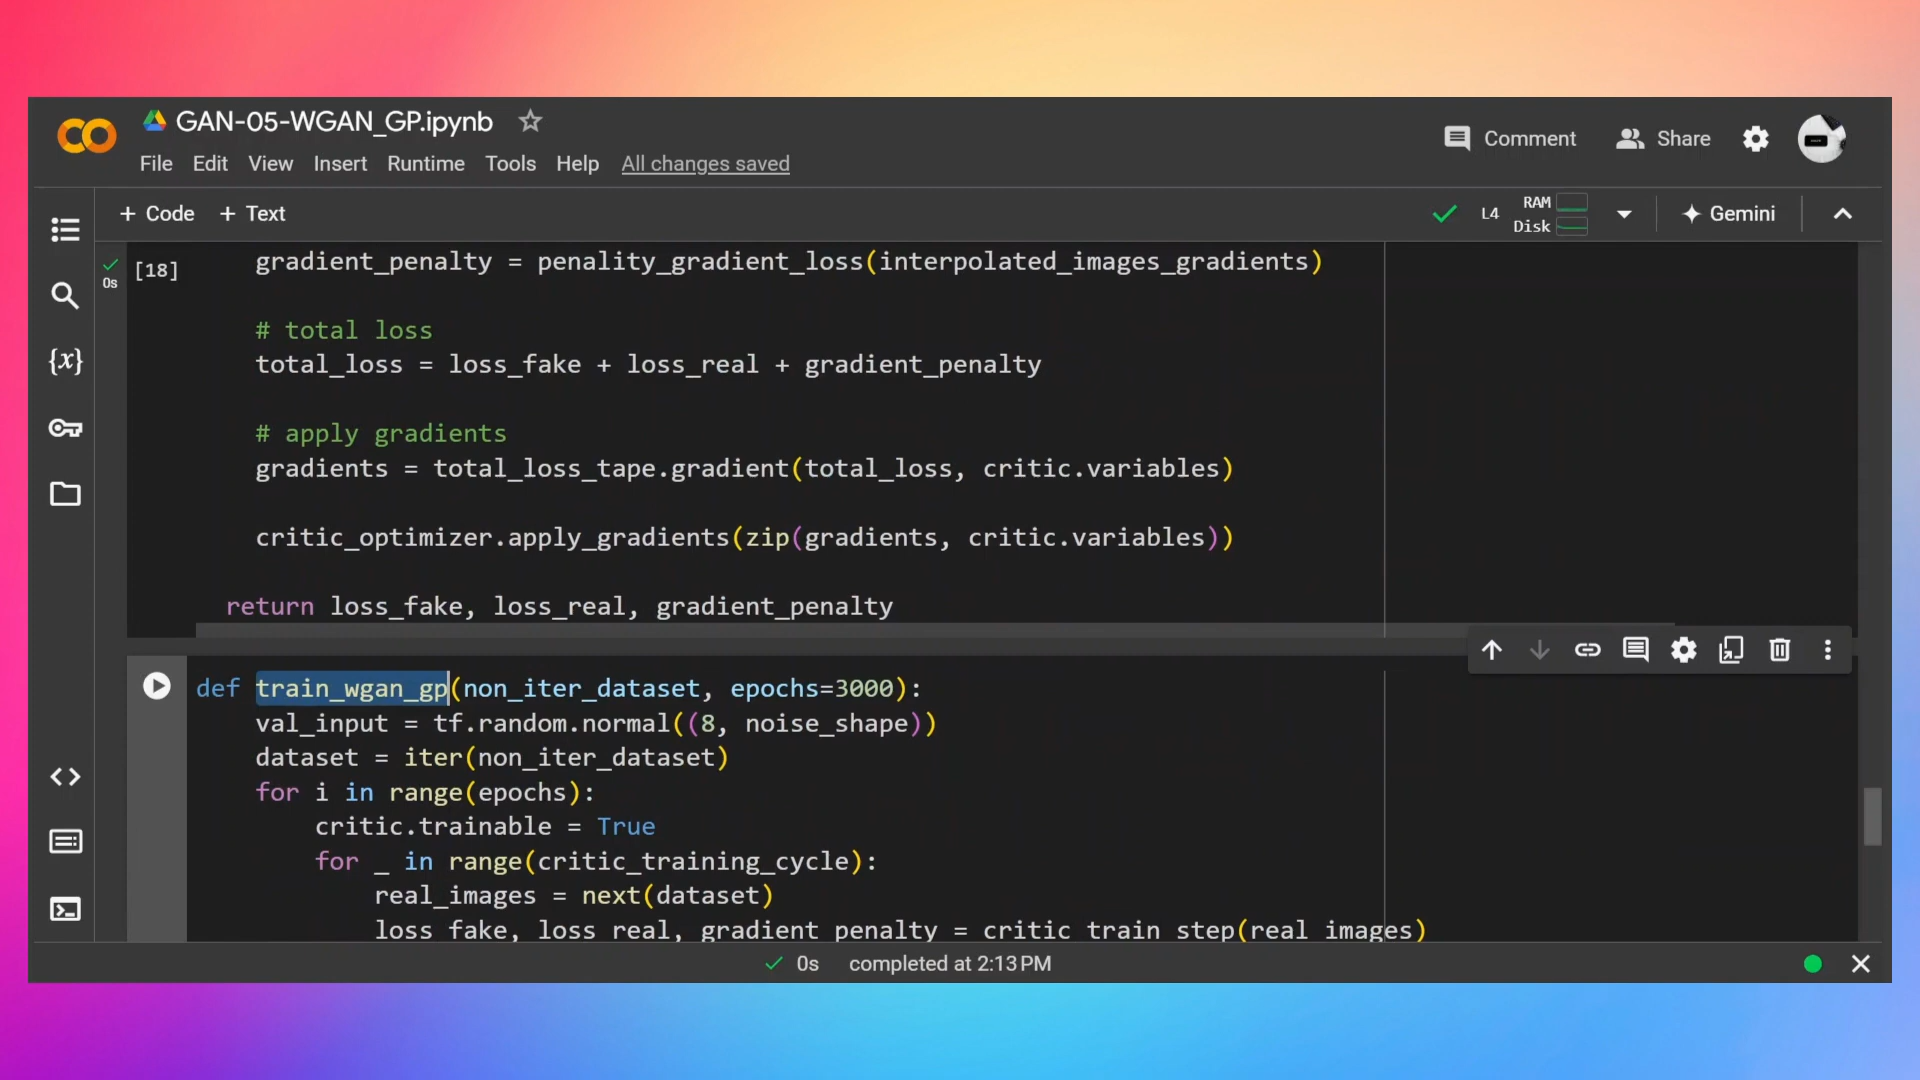 GAN-05-WGAN_GP.ipynb
File Edit View Insert Runtime Tools Help All changes saved
Comment Share
+ Code + Text
L4 RAM Disk Gemini
0s [18]
gradient_penalty = penality_gradient_loss(interpolated_images_gradients)
# total loss
total_loss = loss_fake + loss_real + gradient_penalty
# apply gradients
gradients = total_loss_tape.gradient(total_loss, critic.variables)
critic_optimizer.apply_gradients(zip(gradients, critic.variables))
return loss_fake, loss_real, gradient_penalty
def train_wgan_gp(non_iter_dataset, epochs=3000):
val_input = tf.random.normal((8, noise_shape))
dataset = iter(non_iter_dataset)
for i in range(epochs):
critic.trainable = True
for _ in range(critic_training_cycle):
real_images = next(dataset)
loss_fake, loss_real, gradient_penalty = critic_train_step(real_images)
0s completed at 2:13 PM